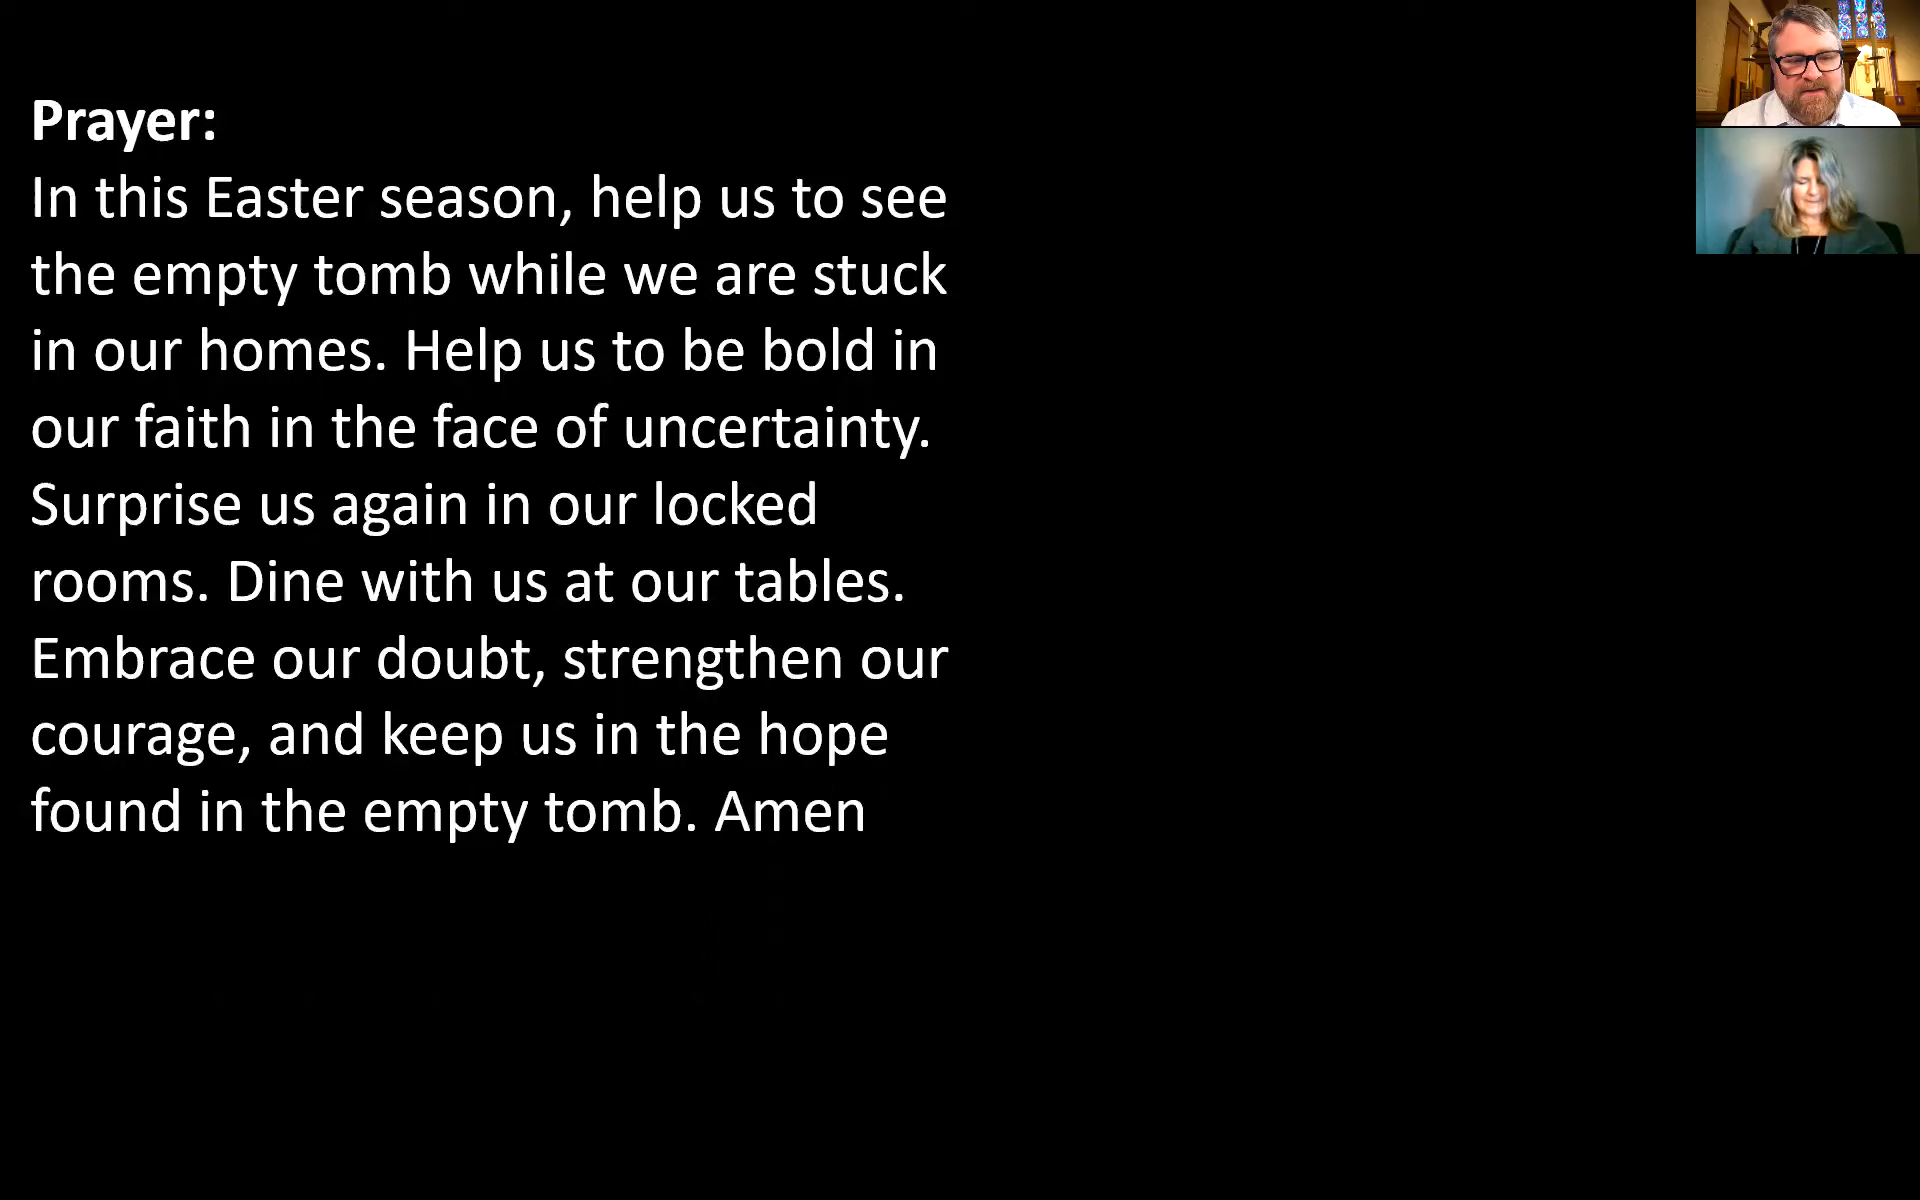 Prayer:
In this Easter season, help us to see
the empty tomb while we are stuck
in our homes. Help us to be bold in
our faith in the face of uncertainty.
Surprise us again in our locked
rooms. Dine with us at our tables.
Embrace our doubt, strengthen our
courage, and keep us in the hope
found in the empty tomb. Amen